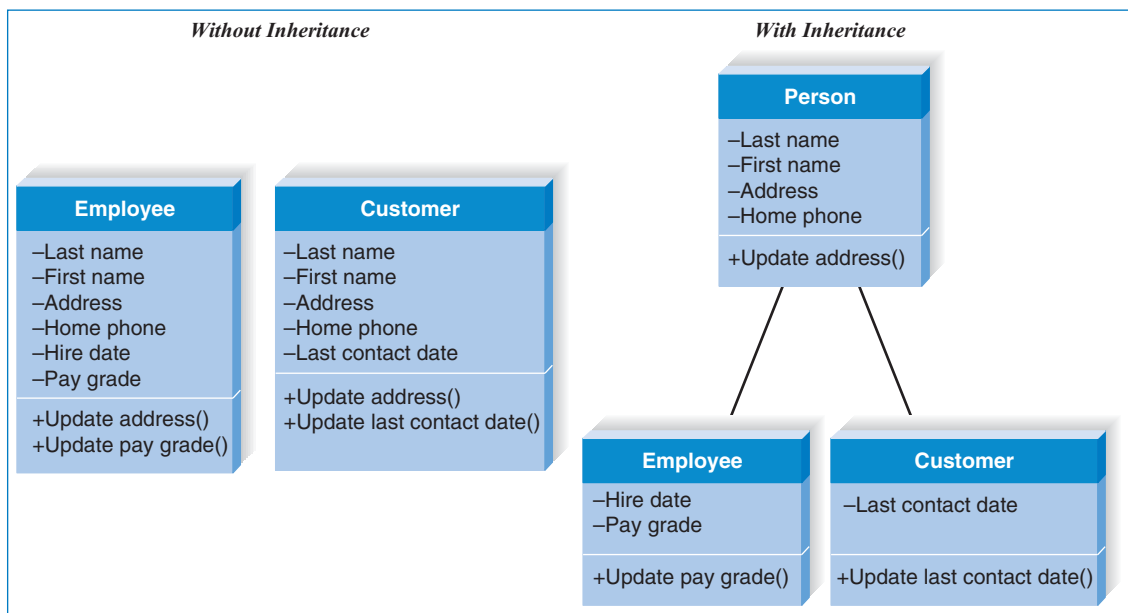 Without Inheritance
With Inheritance
Employee
–Last name
–First name
–Address
–Home phone
–Hire date
–Pay grade
+Update address()
+Update pay grade()
Customer
–Last name
–First name
–Address
–Home phone
–Last contact date
+Update address()
+Update last contact date()
Person
–Last name
–First name
–Address
–Home phone
+Update address()
Employee
–Hire date
–Pay grade
+Update pay grade()
Customer
–Last contact date
+Update last contact date()